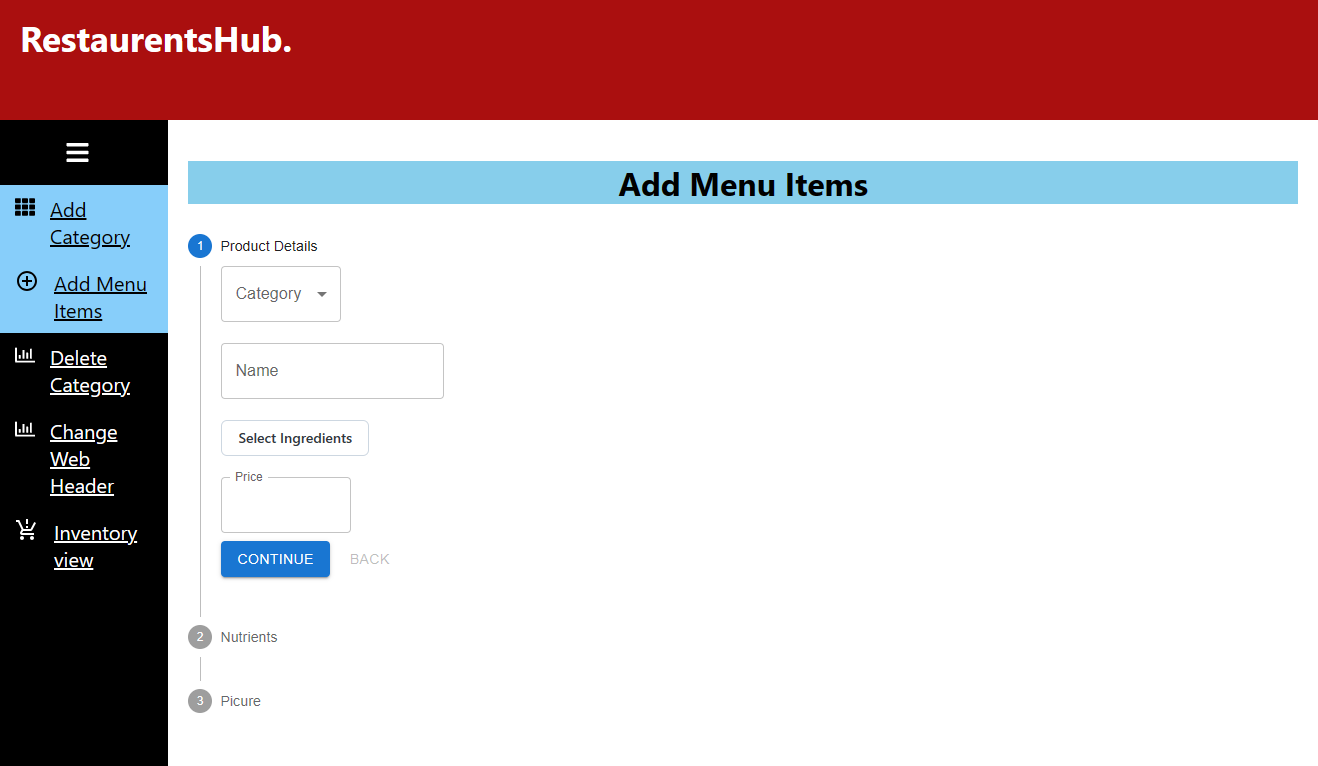 RestaurentsHub.
Add
Category
Add Menu
Items
Delete
Category
Change
Web
Header
Inventory
view
Add Menu Items
1 Product Details
Category
Name
Select Ingredients
Price
CONTINUE BACK
2 Nutrients
3 Picure